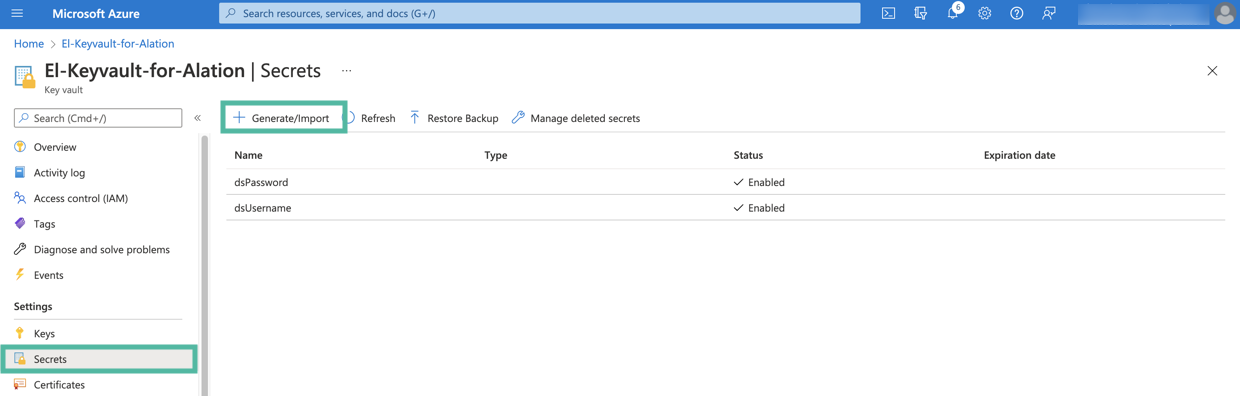 Microsoft Azure
Search resources, services, and docs (G+/)
6
Home > El-Keyvault-for-Alation
El-Keyvault-for-Alation | Secrets ...
Key vault
Search (Cmd+/)
«
Generate/Import Refresh Restore Backup Manage deleted secrets
Overview
Activity log
Access control (IAM)
Tags
Diagnose and solve problems
Events
Settings
Keys
Secrets
Certificates
Name Type Status Expiration date
dsPassword Enabled
dsUsername Enabled